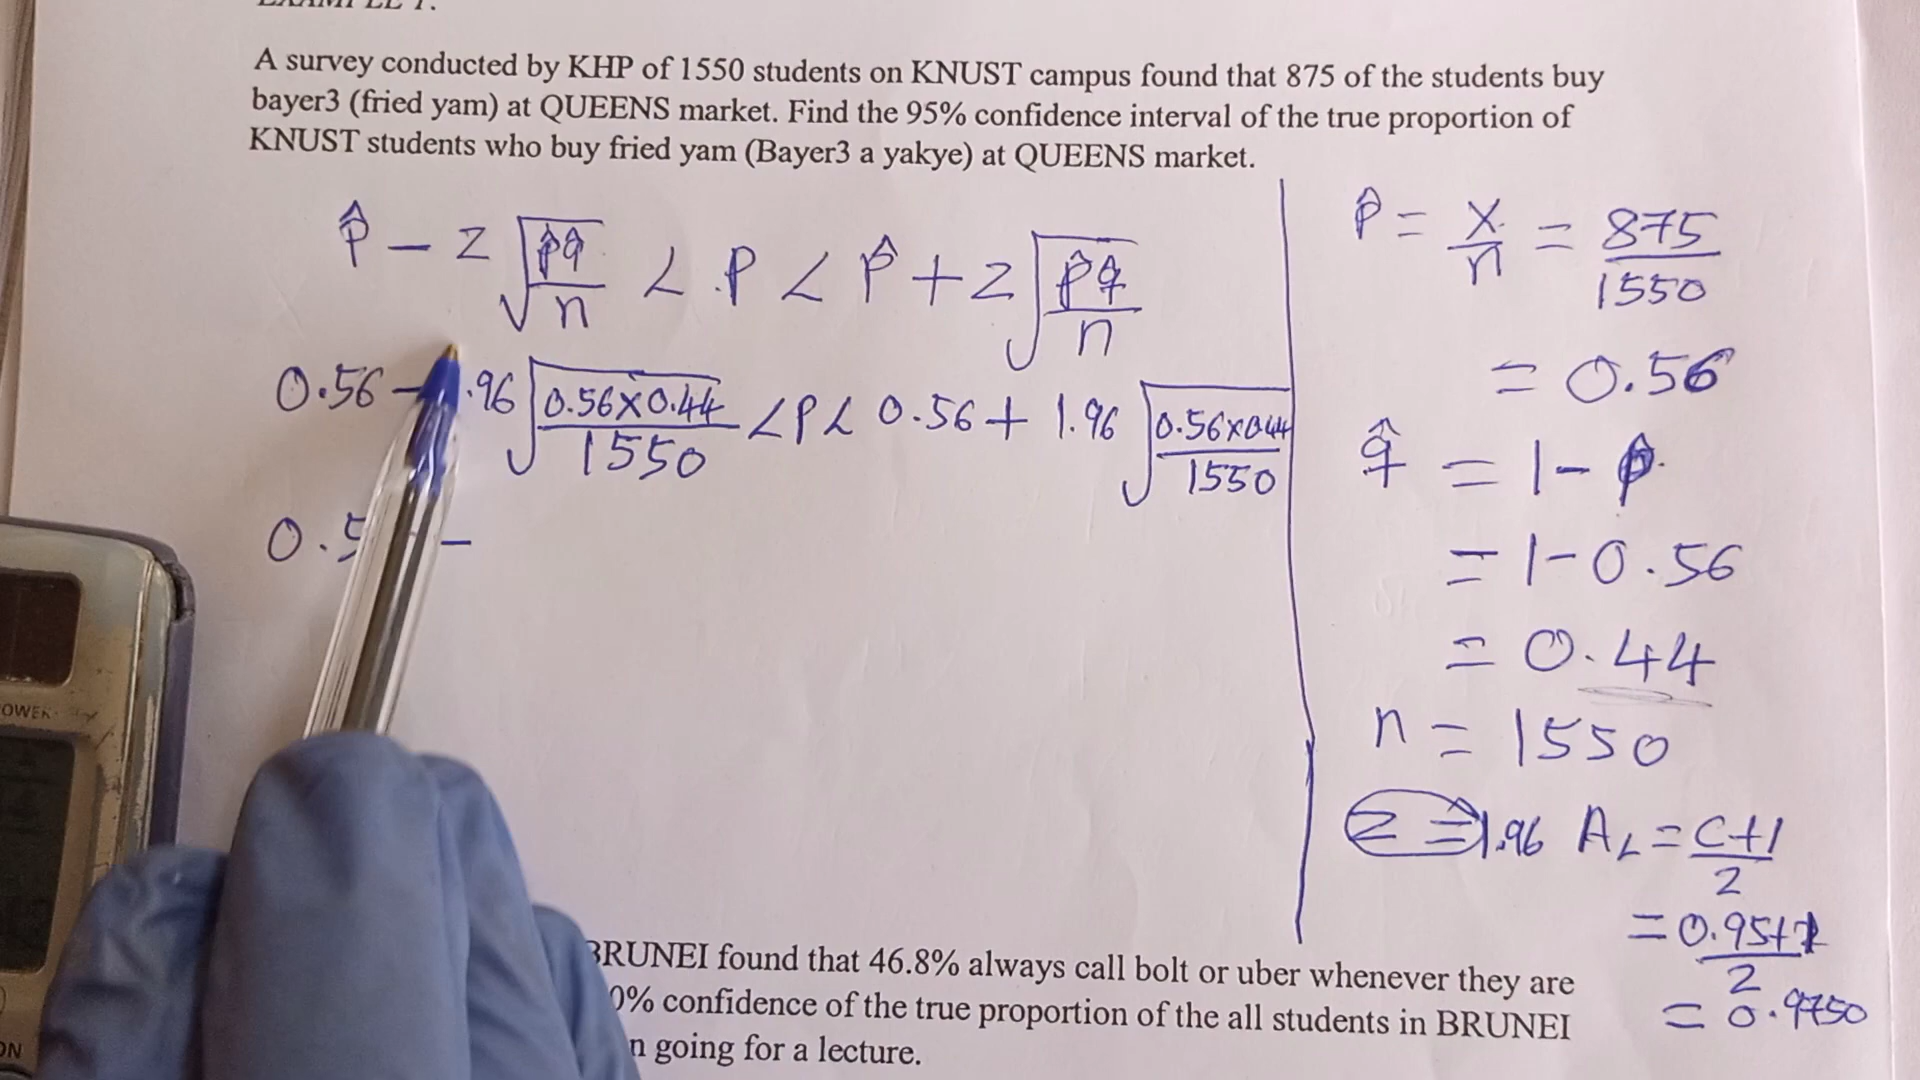 EXAMPLE 1:
A survey conducted by KHP of 1550 students on KNUST campus found that 875 of the students buy
bayer3 (fried yam) at QUEENS market. Find the 95% confidence interval of the true proportion of
KNUST students who buy fried yam (Bayer3 a yakye) at QUEENS market.
p̂ - z √(p̂q̂/n) < p < p̂ + z √(p̂q̂/n)
0.56 - .96 √(0.56×0.44/1550) < p < 0.56 + 1.96 √(0.56×0.44/1550)
0.5 -
p̂ = x/n = 875/1550
= 0.56
q̂ = 1 - p̂
= 1 - 0.56
= 0.44
n = 1550
z = 1.96 A_L = C+1/2
= 0.95+1/2
= 0.9750
BRUNEI found that 46.8% always call bolt or uber whenever they are
0% confidence of the true proportion of the all students in BRUNEI
n going for a lecture.
OWER
ON